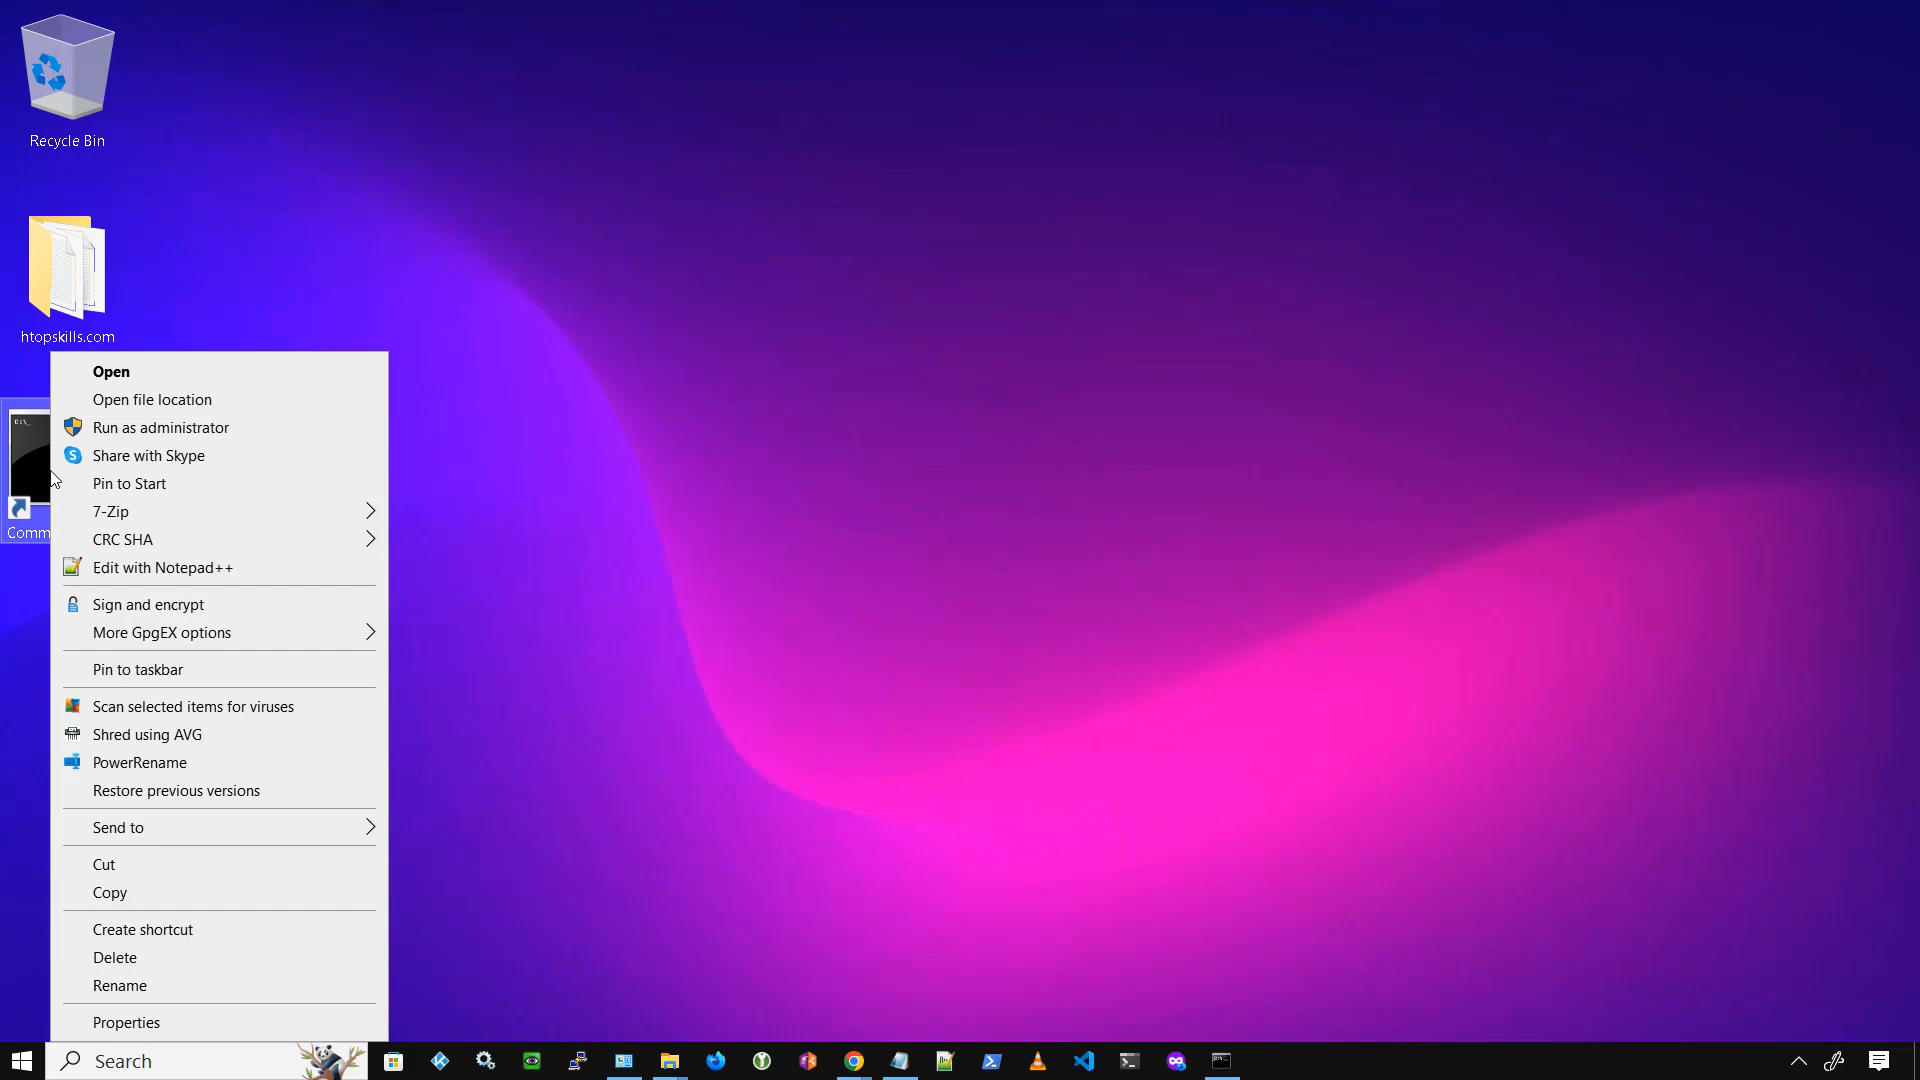 Recycle Bin
htopskills.com
C:\_
Comm
Open
Open file location
Run as administrator
Share with Skype
Pin to Start
7-Zip
CRC SHA
Edit with Notepad++
Sign and encrypt
More GpgEX options
Pin to taskbar
Scan selected items for viruses
Shred using AVG
PowerRename
Restore previous versions
Send to
Cut
Copy
Create shortcut
Delete
Rename
Properties
Search